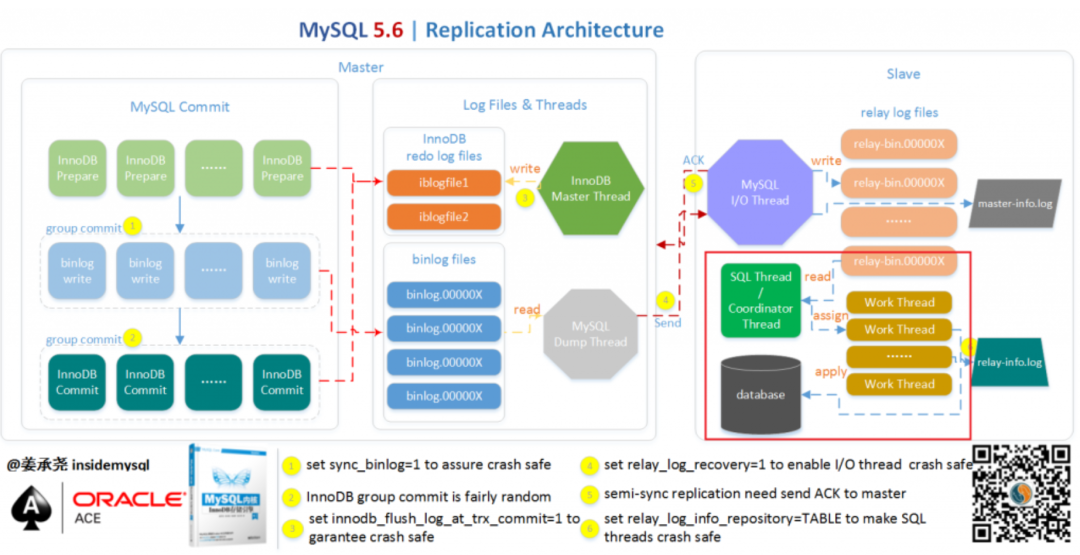 MySQL 5.6 | Replication Architecture
Master
MySQL Commit
InnoDB
Prepare
InnoDB
Prepare
......
InnoDB
Prepare
group commit
1
binlog
write
binlog
write
......
binlog
write
group commit
2
InnoDB
Commit
InnoDB
Commit
......
InnoDB
Commit
Log Files & Threads
InnoDB
redo log files
iblogfile1
iblogfile2
write
3
InnoDB
Master Thread
binlog files
binlog.00000X
binlog.00000X
binlog.00000X
binlog.00000X
read
MySQL
Dump Thread
4
Send
ACK
5
Slave
MySQL
I/O Thread
write
relay log files
relay-bin.00000X
relay-bin.00000X
......
relay-bin.00000X
master-info.log
SQL Thread
/
Coordinator
Thread
read
assign
Work Thread
Work Thread
......
Work Thread
apply
database
relay-info.log
@姜承尧 insidemysql
A
ORACLE
ACE
MySQL内核
1 set sync_binlog=1 to assure crash safe
2 InnoDB group commit is fairly random
3 set innodb_flush_log_at_trx_commit=1 to
garantee crash safe
4 set relay_log_recovery=1 to enable I/O thread crash safe
5 semi-sync replication need send ACK to master
6 set relay_log_info_repository=TABLE to make SQL
threads crash safe